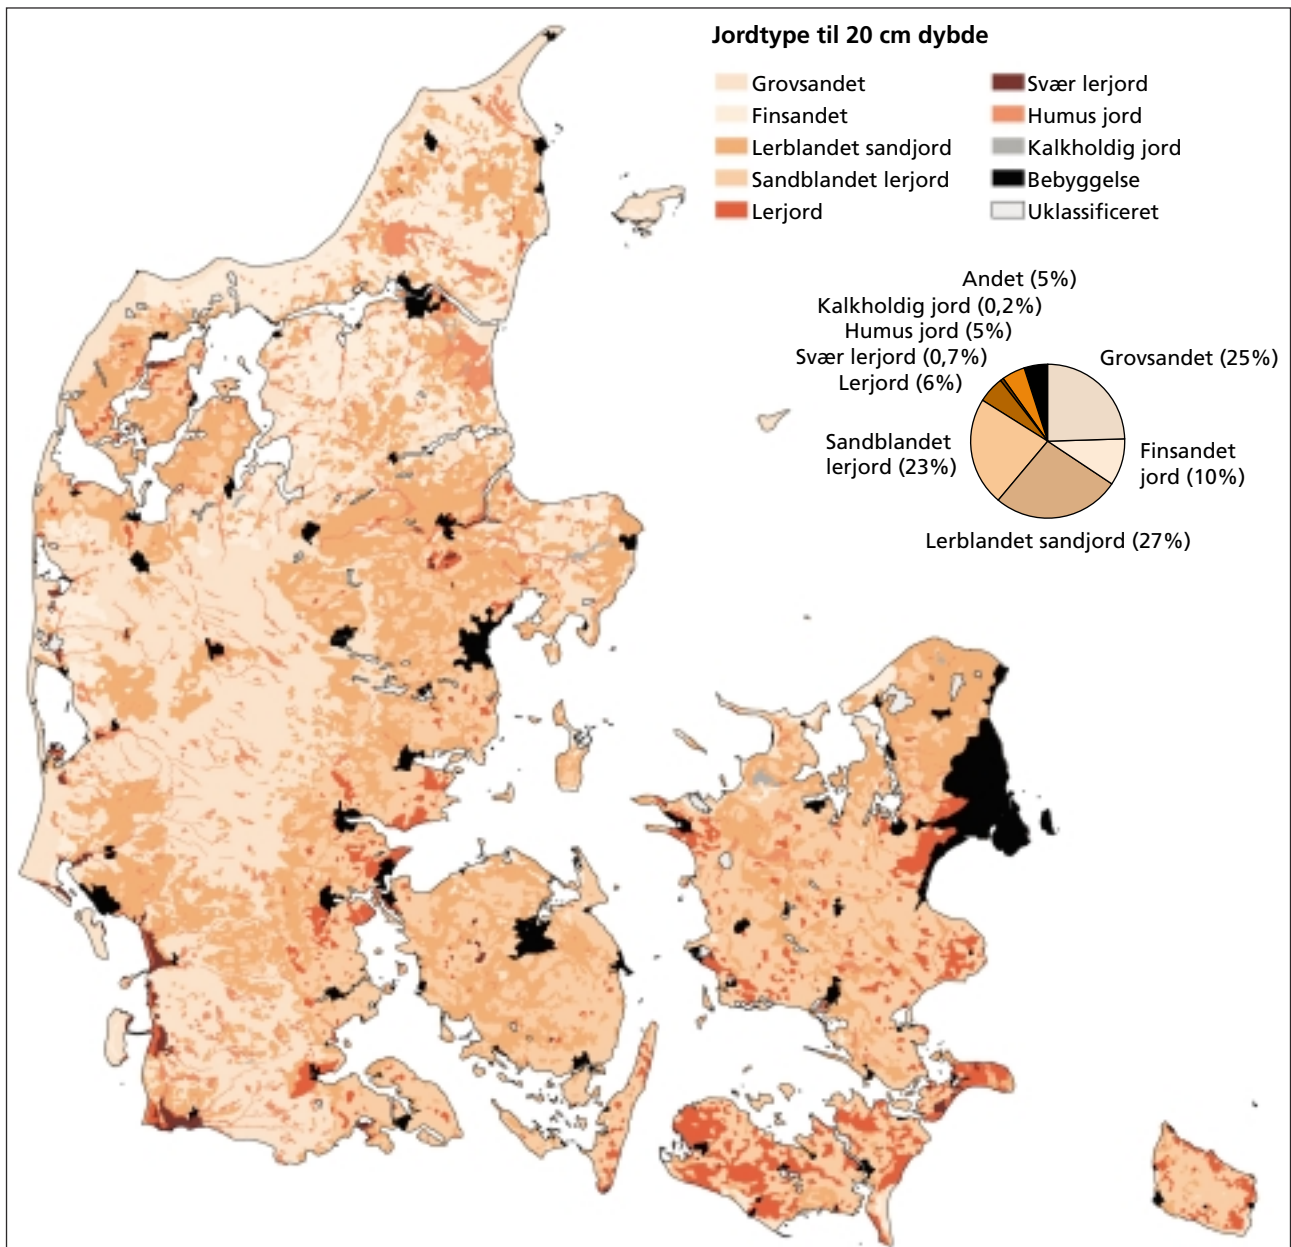 Jordtype til 20 cm dybde
Grovsandet
Finsandet
Lerblandet sandjord
Sandblandet lerjord
Lerjord
Svær lerjord
Humus jord
Kalkholdig jord
Bebyggelse
Uklassificeret
Andet (5%)
Kalkholdig jord (0,2%)
Humus jord (5%)
Svær lerjord (0,7%)
Lerjord (6%)
Grovsandet (25%)
Sandblandet
lerjord (23%)
Finsandet
jord (10%)
Lerblandet sandjord (27%)